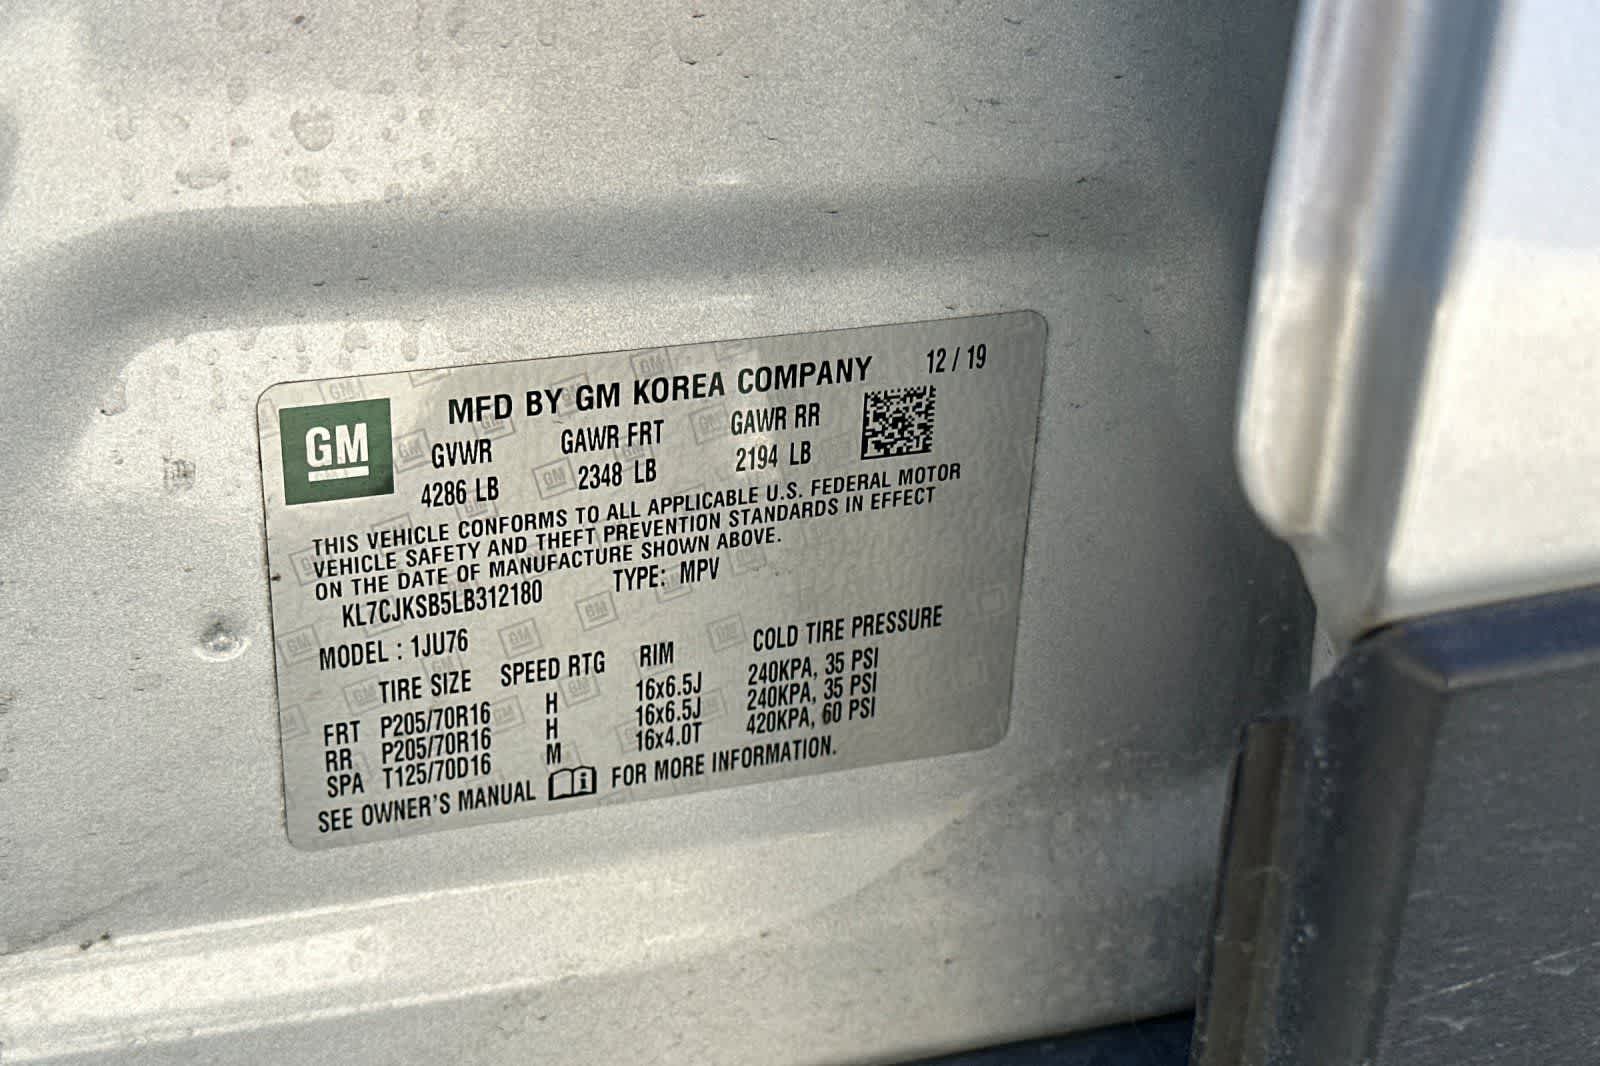 GM
MFD BY GM KOREA COMPANY 12 / 19
GVWR GAWR FRT GAWR RR
4286 LB 2348 LB 2194 LB
THIS VEHICLE CONFORMS TO ALL APPLICABLE U.S. FEDERAL MOTOR
VEHICLE SAFETY AND THEFT PREVENTION STANDARDS IN EFFECT
ON THE DATE OF MANUFACTURE SHOWN ABOVE.
KL7CJKSB5LB312180 TYPE: MPV
MODEL : 1JU76
TIRE SIZE SPEED RTG RIM COLD TIRE PRESSURE
FRT P205/70R16 H 16x6.5J 240KPA, 35 PSI
RR P205/70R16 H 16x6.5J 240KPA, 35 PSI
SPA T125/70D16 M 16x4.0T 420KPA, 60 PSI
SEE OWNER'S MANUAL FOR MORE INFORMATION.